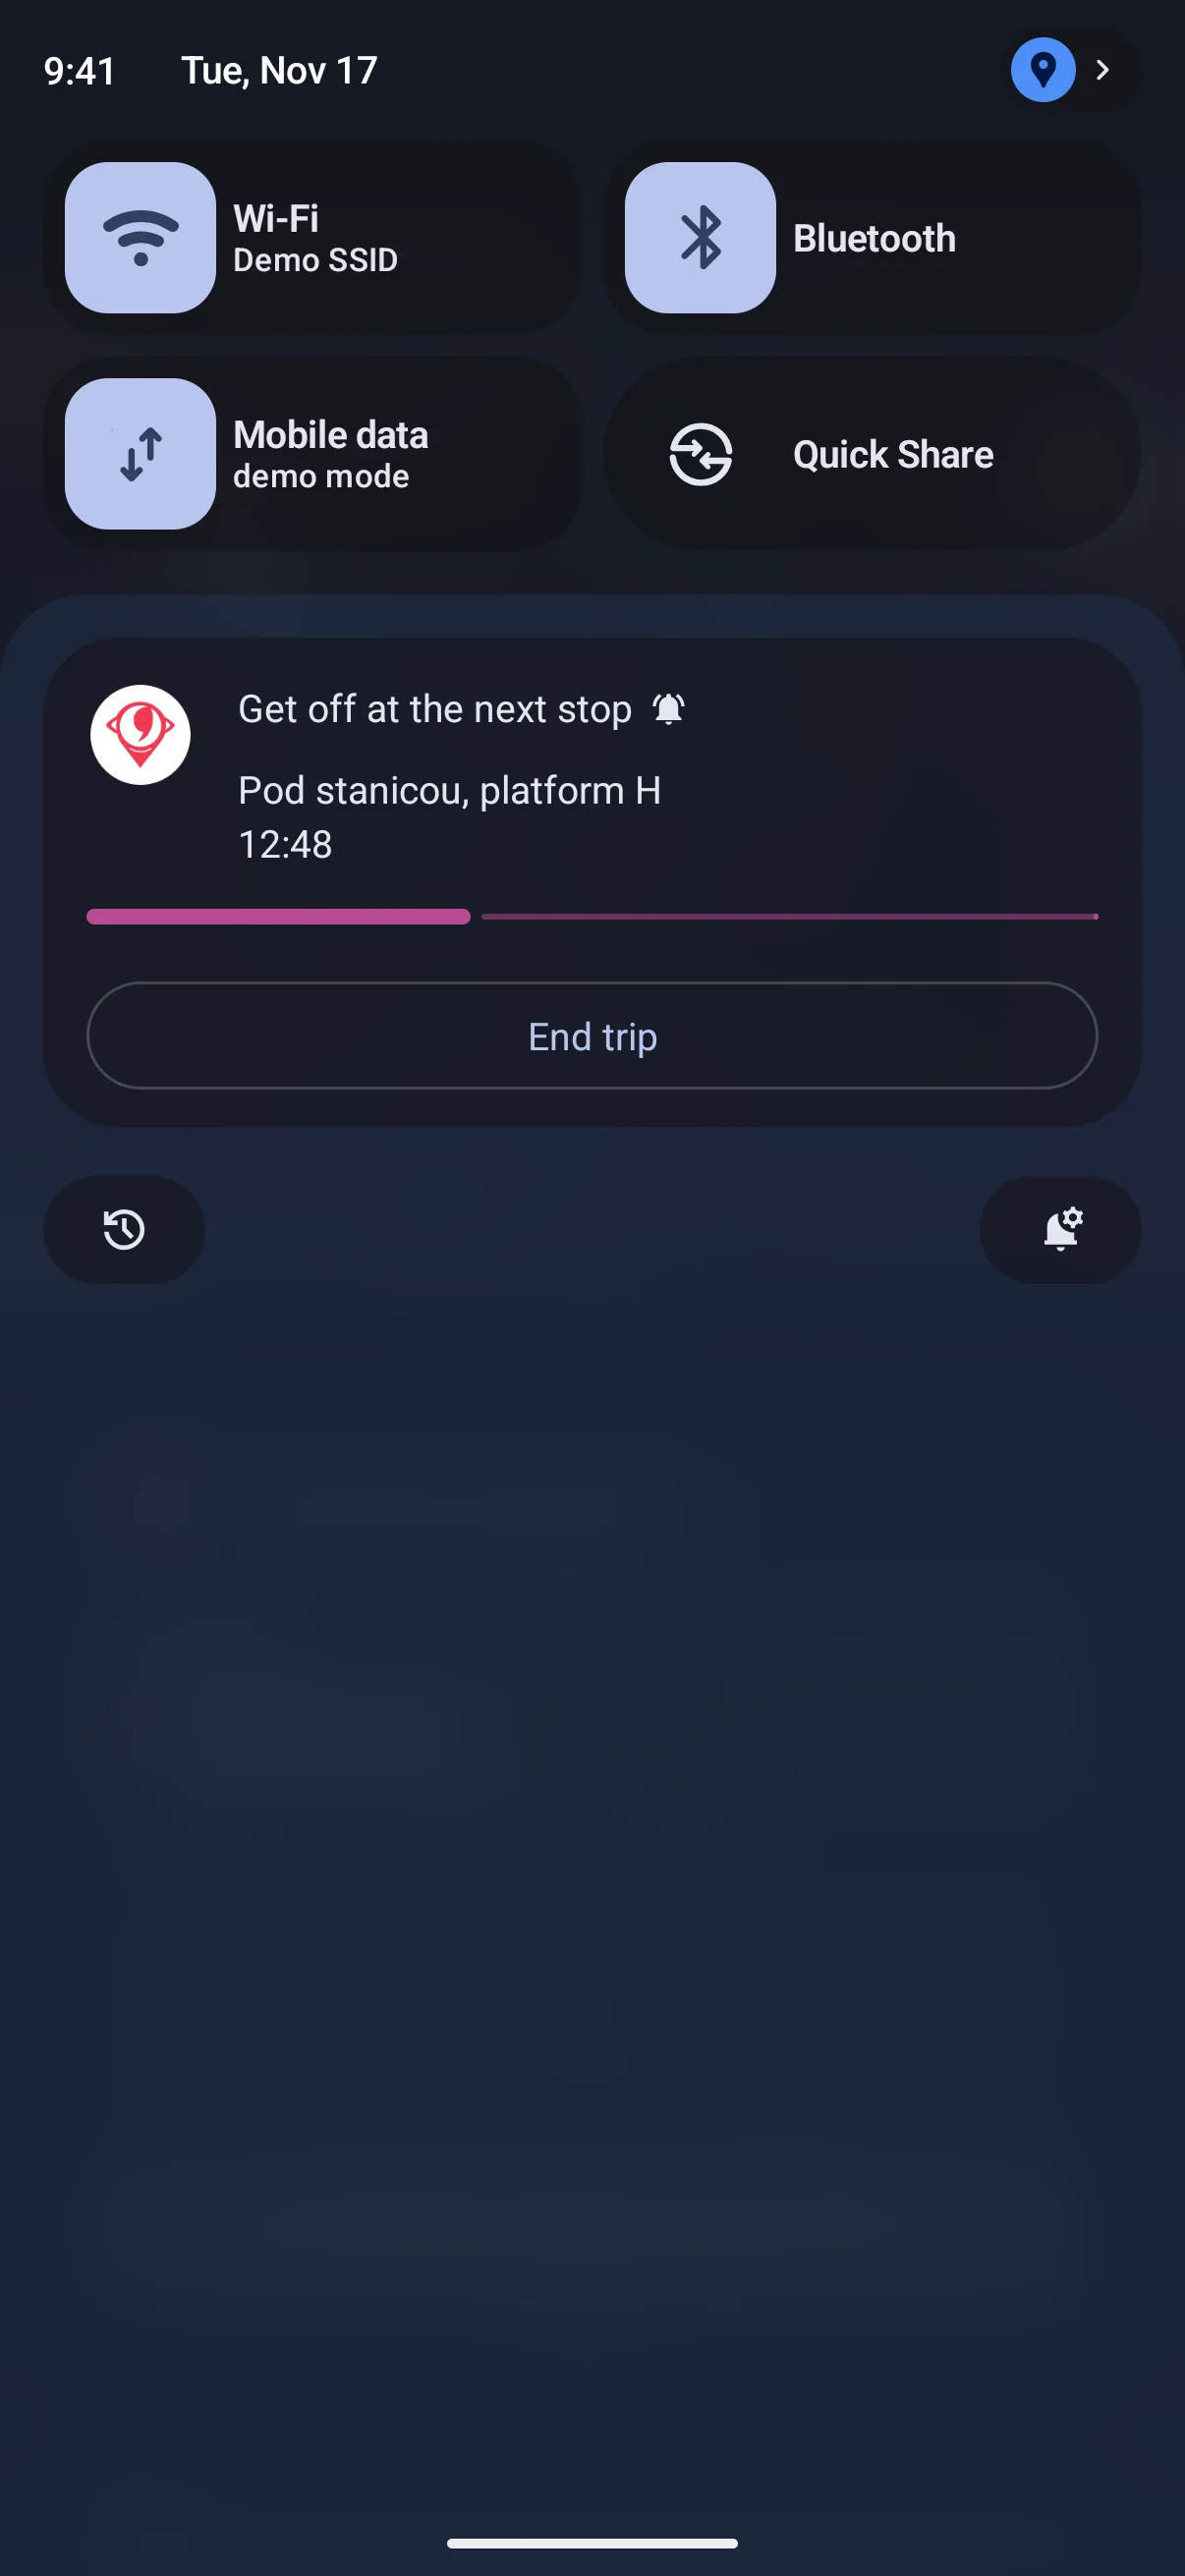 9:41 Tue, Nov 17
Wi-Fi
Demo SSID
Bluetooth
Mobile data
demo mode
Quick Share
Get off at the next stop
Pod stanicou, platform H
12:48
End trip